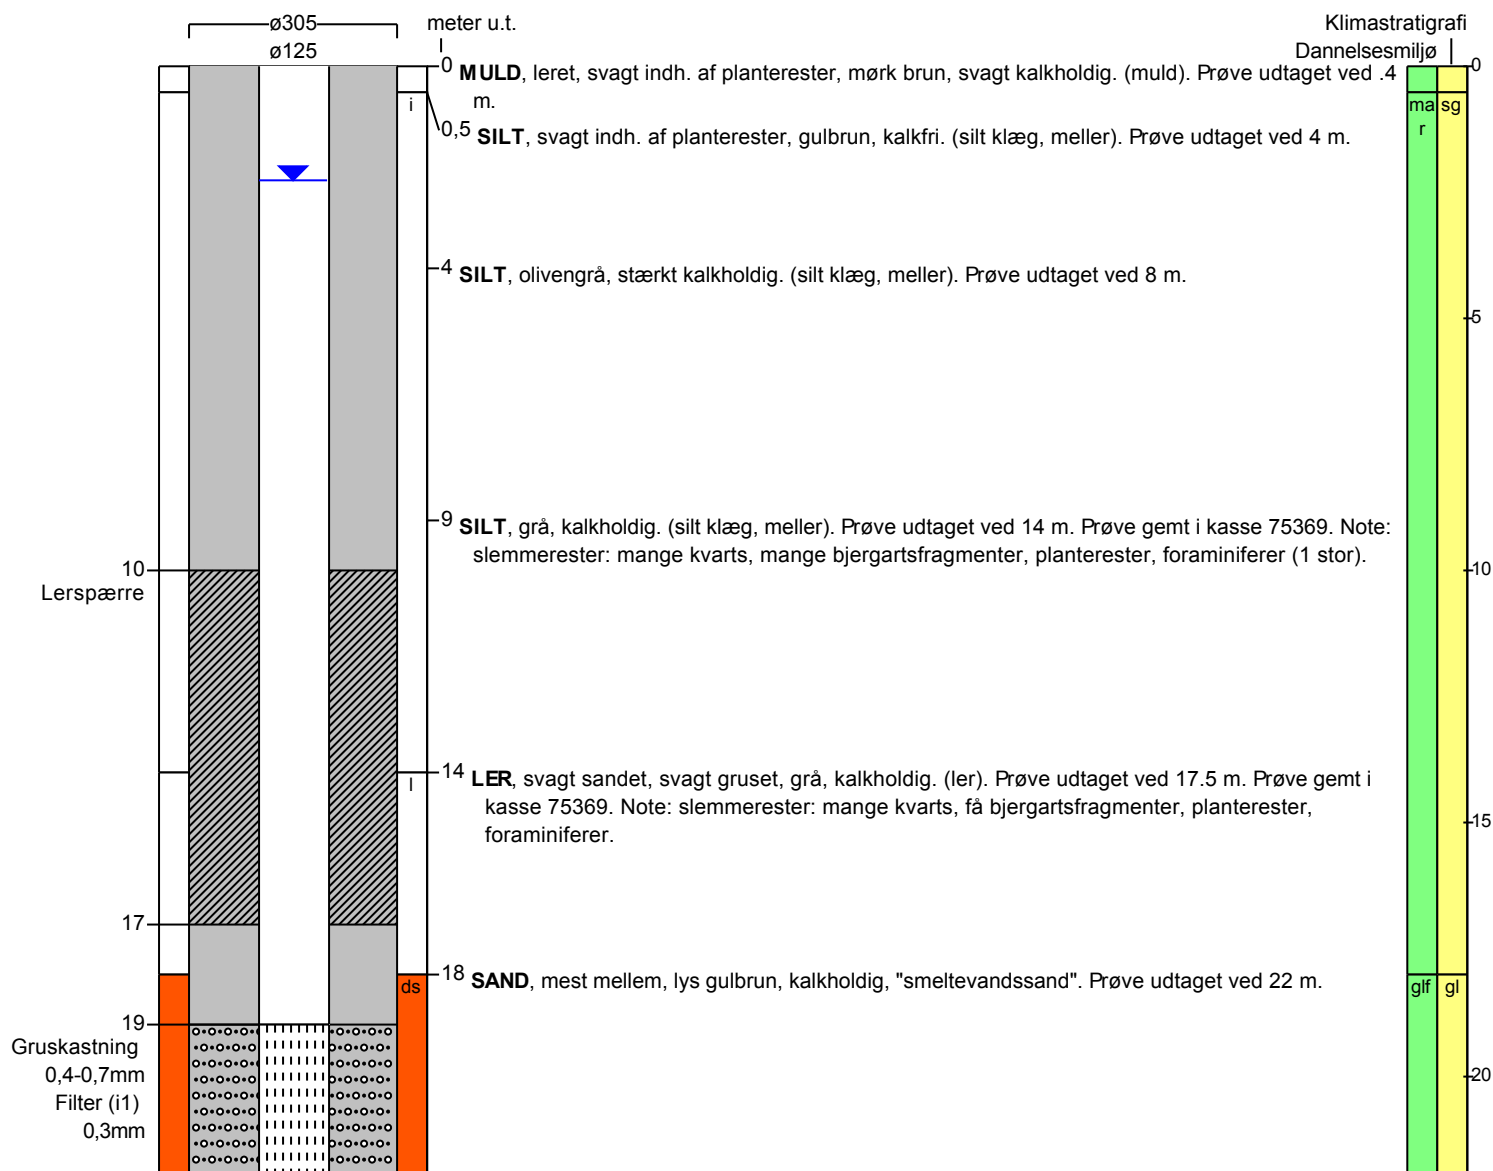 ø305
ø125
meter u.t.
Klimastratigrafi
Dannelsesmiljø
0
0
MULD, leret, svagt indh. af planterester, mørk brun, svagt kalkholdig. (muld). Prøve udtaget ved .4
m.
i
ma
r
sg
0,5
SILT, svagt indh. af planterester, gulbrun, kalkfri. (silt klæg, meller). Prøve udtaget ved 4 m.
4
SILT, olivengrå, stærkt kalkholdig. (silt klæg, meller). Prøve udtaget ved 8 m.
5
9
SILT, grå, kalkholdig. (silt klæg, meller). Prøve udtaget ved 14 m. Prøve gemt i kasse 75369. Note:
slemmerester: mange kvarts, mange bjergartsfragmenter, planterester, foraminiferer (1 stor).
10
Lerspærre
10
14
l
LER, svagt sandet, svagt gruset, grå, kalkholdig. (ler). Prøve udtaget ved 17.5 m. Prøve gemt i
kasse 75369. Note: slemmerester: mange kvarts, få bjergartsfragmenter, planterester,
foraminiferer.
15
17
18
ds
SAND, mest mellem, lys gulbrun, kalkholdig, "smeltevandssand". Prøve udtaget ved 22 m.
glf
gl
19
Gruskastning
0,4-0,7mm
Filter (i1)
0,3mm
20